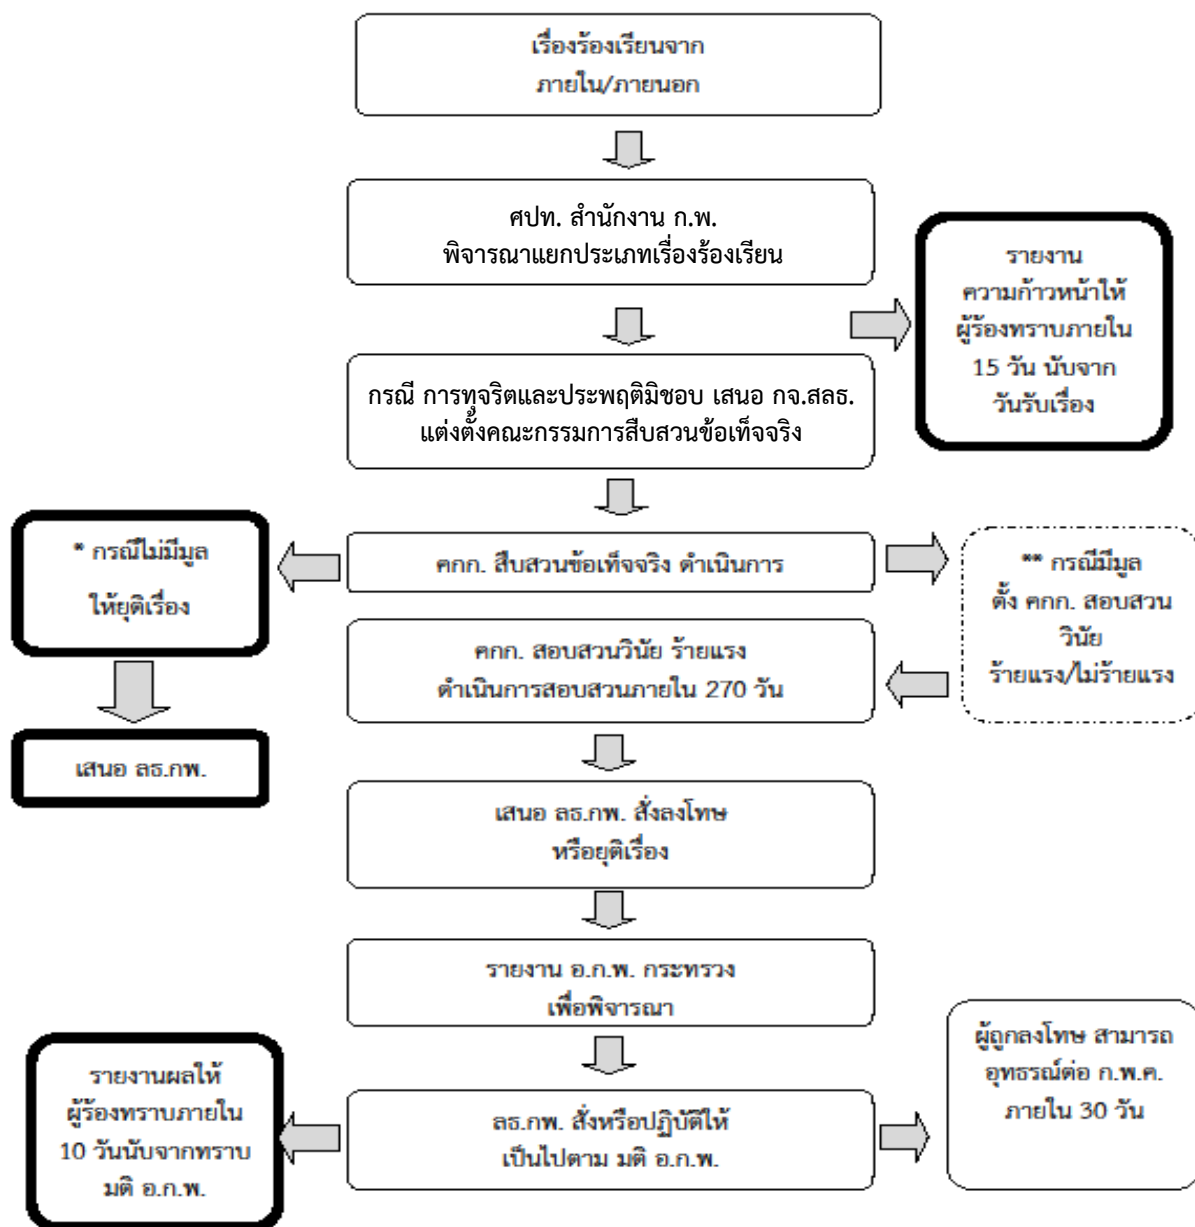 เรื่องร้องเรียนจาก
ภายใน/ภายนอก
ศปท. สำนักงาน ก.พ.
พิจารณาแยกประเภทเรื่องร้องเรียน
รายงาน
ความก้าวหน้าให้
ผู้ร้องทราบภายใน
15 วัน นับจาก
วันรับเรื่อง
กรณี การทุจริตและประพฤติมิชอบ เสนอ กจ.สลธ.
แต่งตั้งคณะกรรมการสืบสวนข้อเท็จจริง
* กรณีไม่มีมูล
ให้ยุติเรื่อง
คกก. สืบสวนข้อเท็จจริง ดำเนินการ
** กรณีมีมูล
ตั้ง คกก. สอบสวน
วินัย
ร้ายแรง/ไม่ร้ายแรง
คกก. สอบสวนวินัย ร้ายแรง
ดำเนินการสอบสวนภายใน 270 วัน
เสนอ ลธ.กพ.
เสนอ ลธ.กพ. สั่งลงโทษ
หรือยุติเรื่อง
รายงาน อ.ก.พ. กระทรวง
เพื่อพิจารณา
ผู้ถูกลงโทษ สามารถ
อุทธรณ์ต่อ ก.พ.ค.
ภายใน 30 วัน
รายงานผลให้
ผู้ร้องทราบภายใน
10 วันนับจากทราบ
มติ อ.ก.พ.
ลธ.กพ. สั่งหรือปฏิบัติให้
เป็นไปตาม มติ อ.ก.พ.